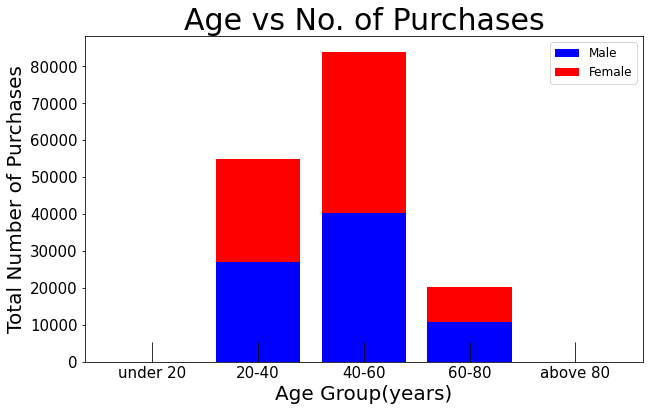 Age vs No. of Purchases
Male
Female
Total Number of Purchases
80000
70000
60000
50000
40000
30000
20000
10000
0
under 20
20-40
40-60
60-80
above 80
Age Group(years)